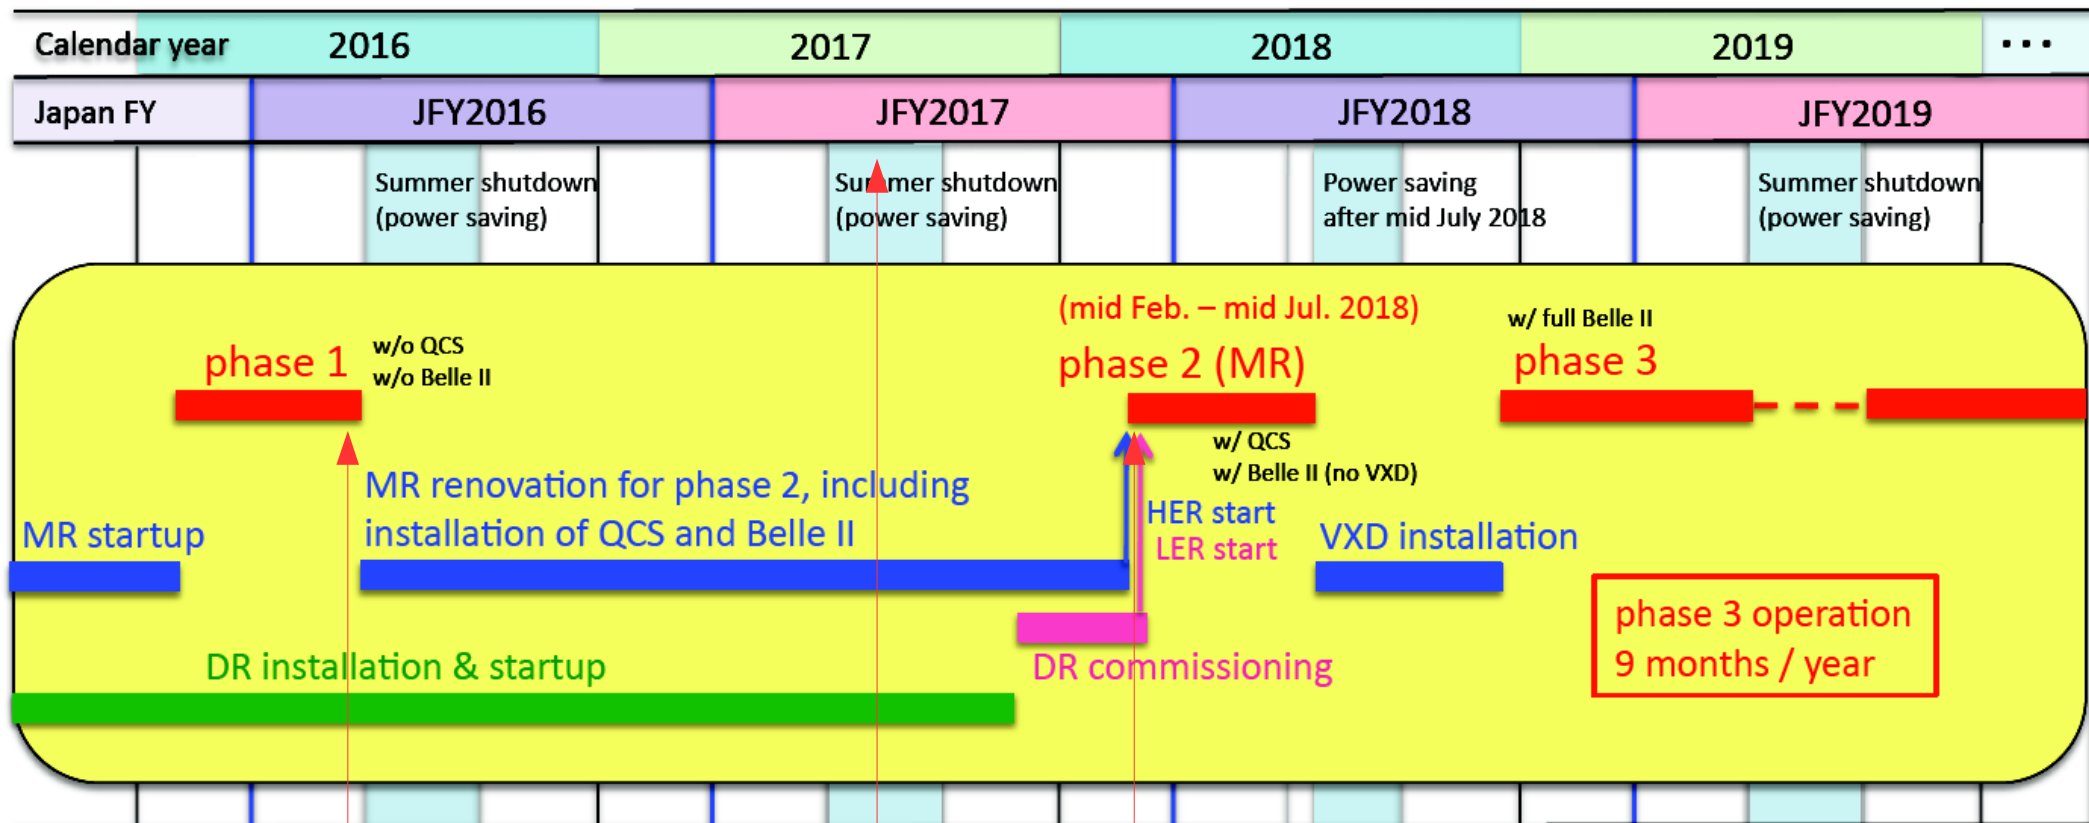 Calendar year 2016 2017 2018 2019 ...
Japan FY JFY2016 JFY2017 JFY2018 JFY2019
Summer shutdown
(power saving)
Summer shutdown
(power saving)
Power saving
after mid July 2018
Summer shutdown
(power saving)
(mid Feb. – mid Jul. 2018)
phase 1
w/o QCS
w/o Belle II
phase 2 (MR)
w/ full Belle II
phase 3
w/ QCS
w/ Belle II (no VXD)
MR startup
MR renovation for phase 2, including
installation of QCS and Belle II
HER start
LER start
VXD installation
DR installation & startup
DR commissioning
phase 3 operation
9 months / year